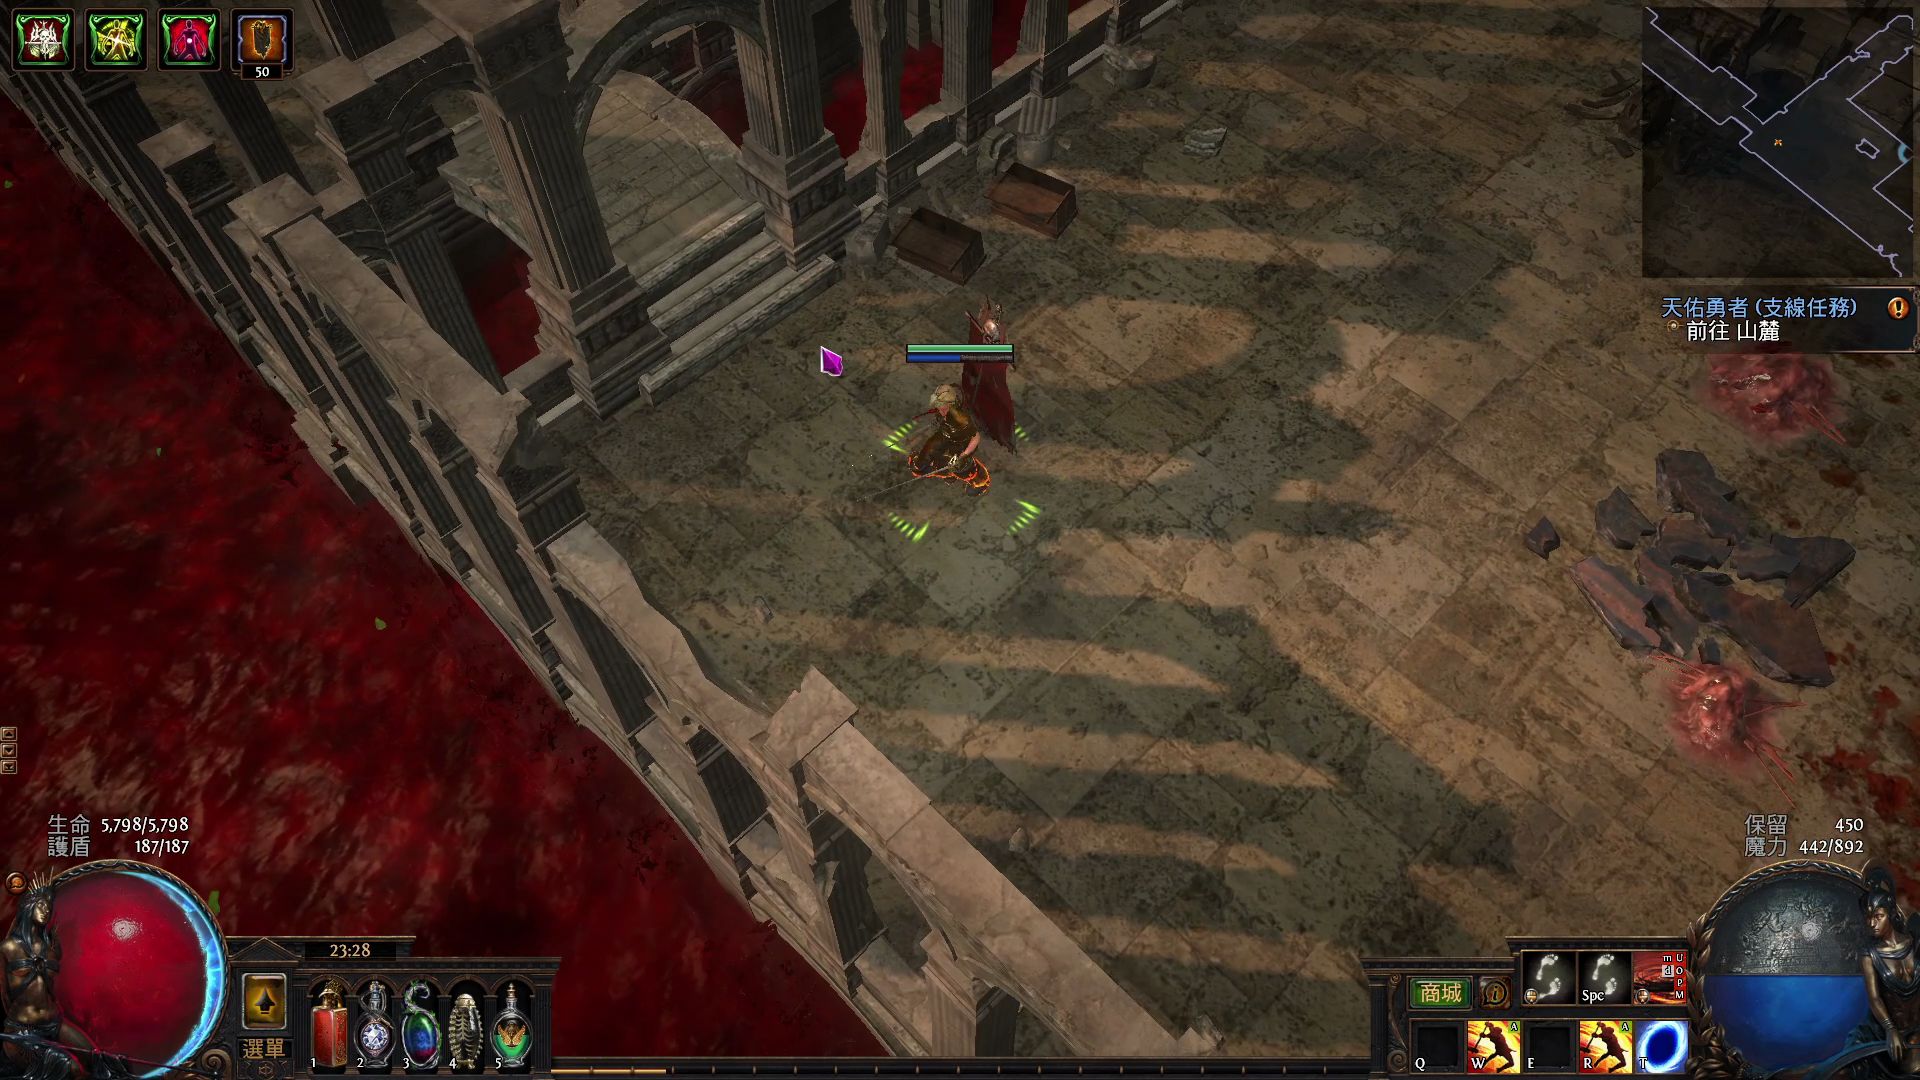 50
天佑勇者 (支線任務)
前往 山麓
生命 5,798/5,798
護盾 187/187
保留 450
魔力 442/892
23:28
選單
1
2
3
4
5
商城
Spc
Q
W
A
E
R
A
T